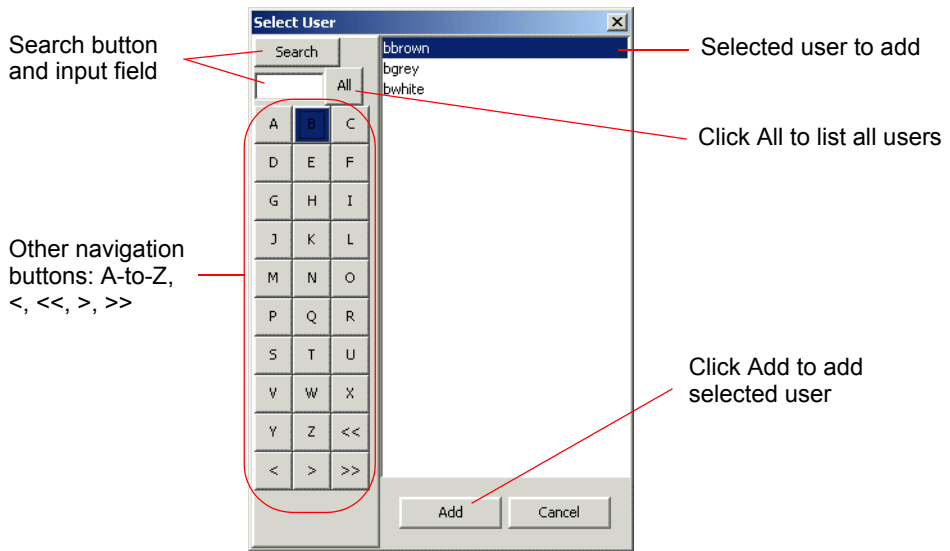 Select User
Search button
and input field
Search
All
bbrown
bgrey
bwhite
Selected user to add
Click All to list all users
A B C
D E F
G H I
J K L
M N O
P Q R
S T U
V W X
Y Z <<
< > >>
Other navigation
buttons: A-to-Z,
<, <<, >, >>
Click Add to add
selected user
Add
Cancel